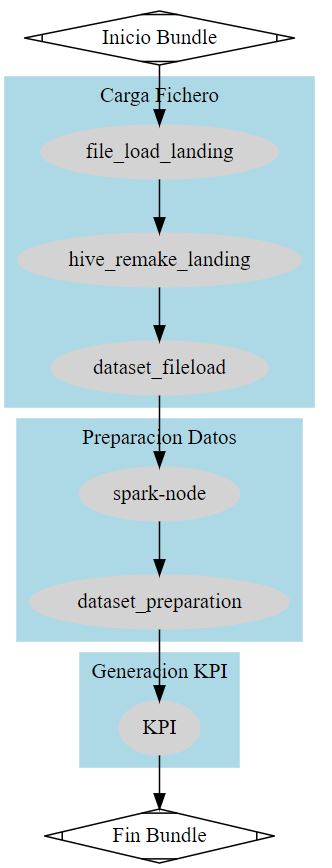 Inicio Bundle
Carga Fichero
file_load_landing
hive_remake_landing
dataset_fileload
Preparacion Datos
spark-node
dataset_preparation
Generacion KPI
KPI
Fin Bundle